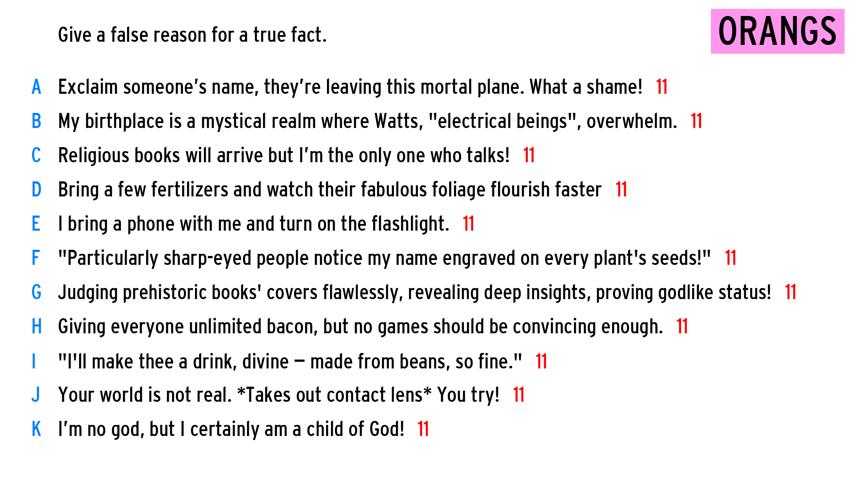 Give a false reason for a true fact.
ORANGS
A Exclaim someone's name, they're leaving this mortal plane. What a shame! 11
B My birthplace is a mystical realm where Watts, "electrical beings", overwhelm. 11
C Religious books will arrive but I'm the only one who talks! 11
D Bring a few fertilizers and watch their fabulous foliage flourish faster 11
E I bring a phone with me and turn on the flashlight. 11
F "Particularly sharp-eyed people notice my name engraved on every plant's seeds!" 11
G Judging prehistoric books' covers flawlessly, revealing deep insights, proving godlike status! 11
H Giving everyone unlimited bacon, but no games should be convincing enough. 11
I "I'll make thee a drink, divine — made from beans, so fine." 11
J Your world is not real. *Takes out contact lens* You try! 11
K I'm no god, but I certainly am a child of God! 11